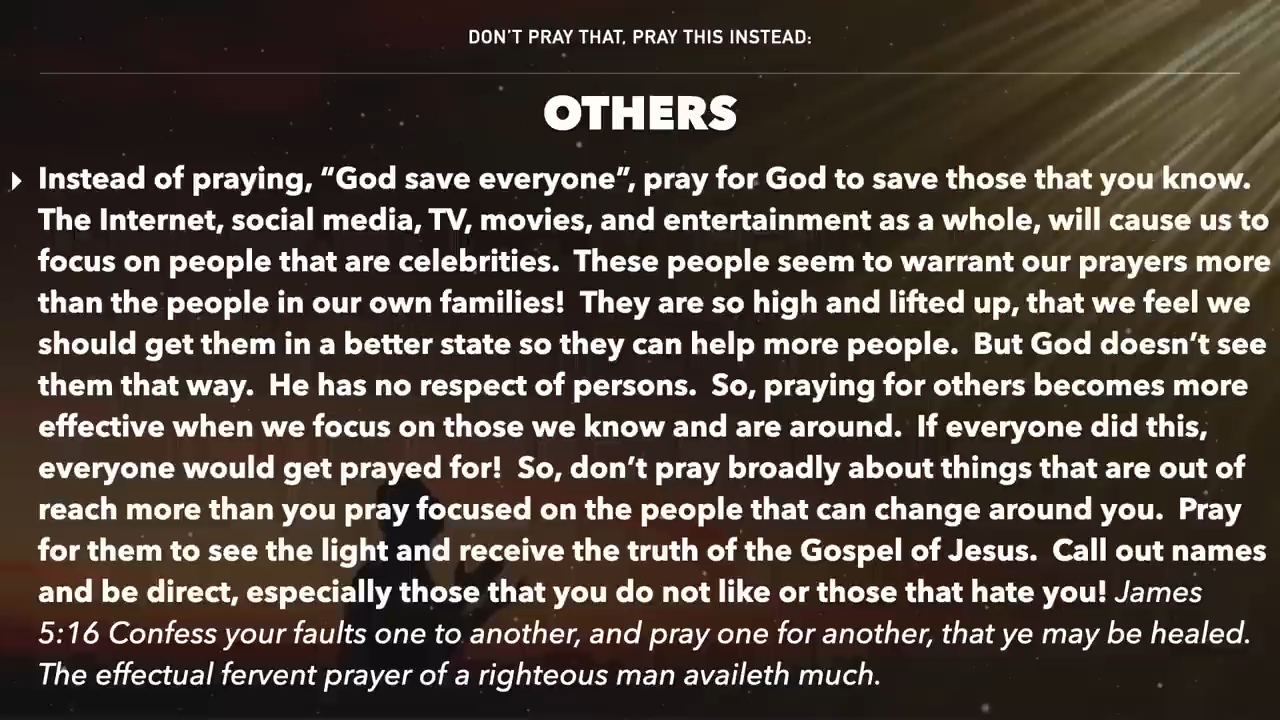 DON'T PRAY THAT, PRAY THIS INSTEAD:
OTHERS
Instead of praying, “God save everyone”, pray for God to save those that you know.
The Internet, social media, TV, movies, and entertainment as a whole, will cause us to
focus on people that are celebrities.  These people seem to warrant our prayers more
than the people in our own families!  They are so high and lifted up, that we feel we
should get them in a better state so they can help more people.  But God doesn’t see
them that way.  He has no respect of persons.  So, praying for others becomes more
effective when we focus on those we know and are around.  If everyone did this,
everyone would get prayed for!  So, don’t pray broadly about things that are out of
reach more than you pray focused on the people that can change around you.  Pray
for them to see the light and receive the truth of the Gospel of Jesus.  Call out names
and be direct, especially those that you do not like or those that hate you! James
5:16 Confess your faults one to another, and pray one for another, that ye may be healed.
The effectual fervent prayer of a righteous man availeth much.